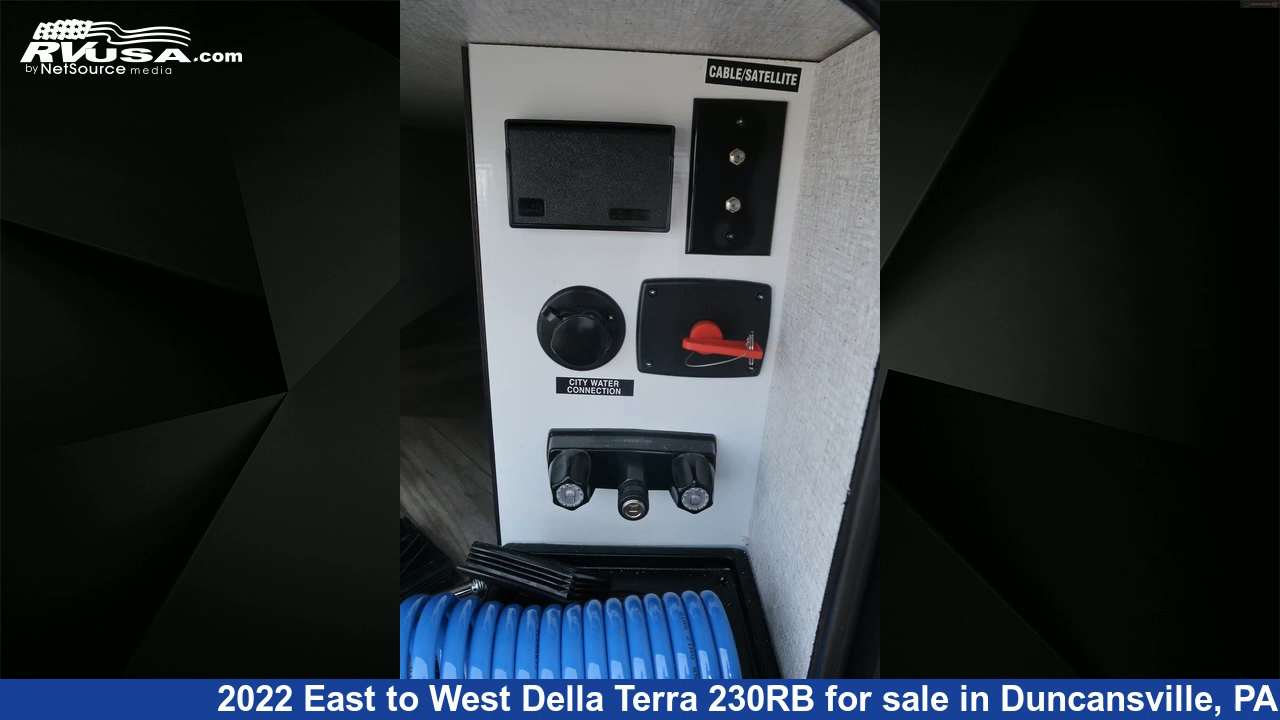 RVUSA.com
by NetSource media
CABLE/SATELLITE
CITY WATER
CONNECTION
2022 East to West Della Terra 230RB for sale in Duncansville, PA